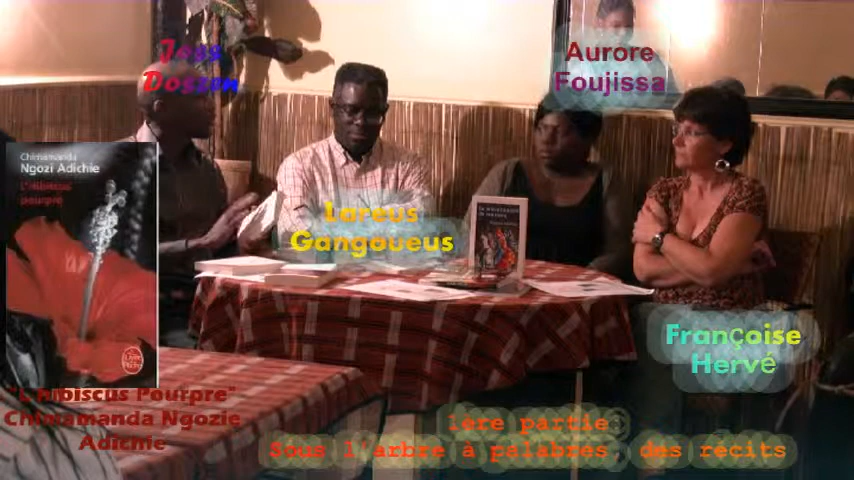 Jess
Doszen
Aurore
Foujissa
Chimamanda
Ngozi Adichie
L'hibiscus
pourpre
Lareus
Gangoueus
Françoise
Hervé
"L'hibiscus Pourpre"
Chimamanda Ngozie
Adichie
1ere partie
Sous l'arbre à palabres, des récits